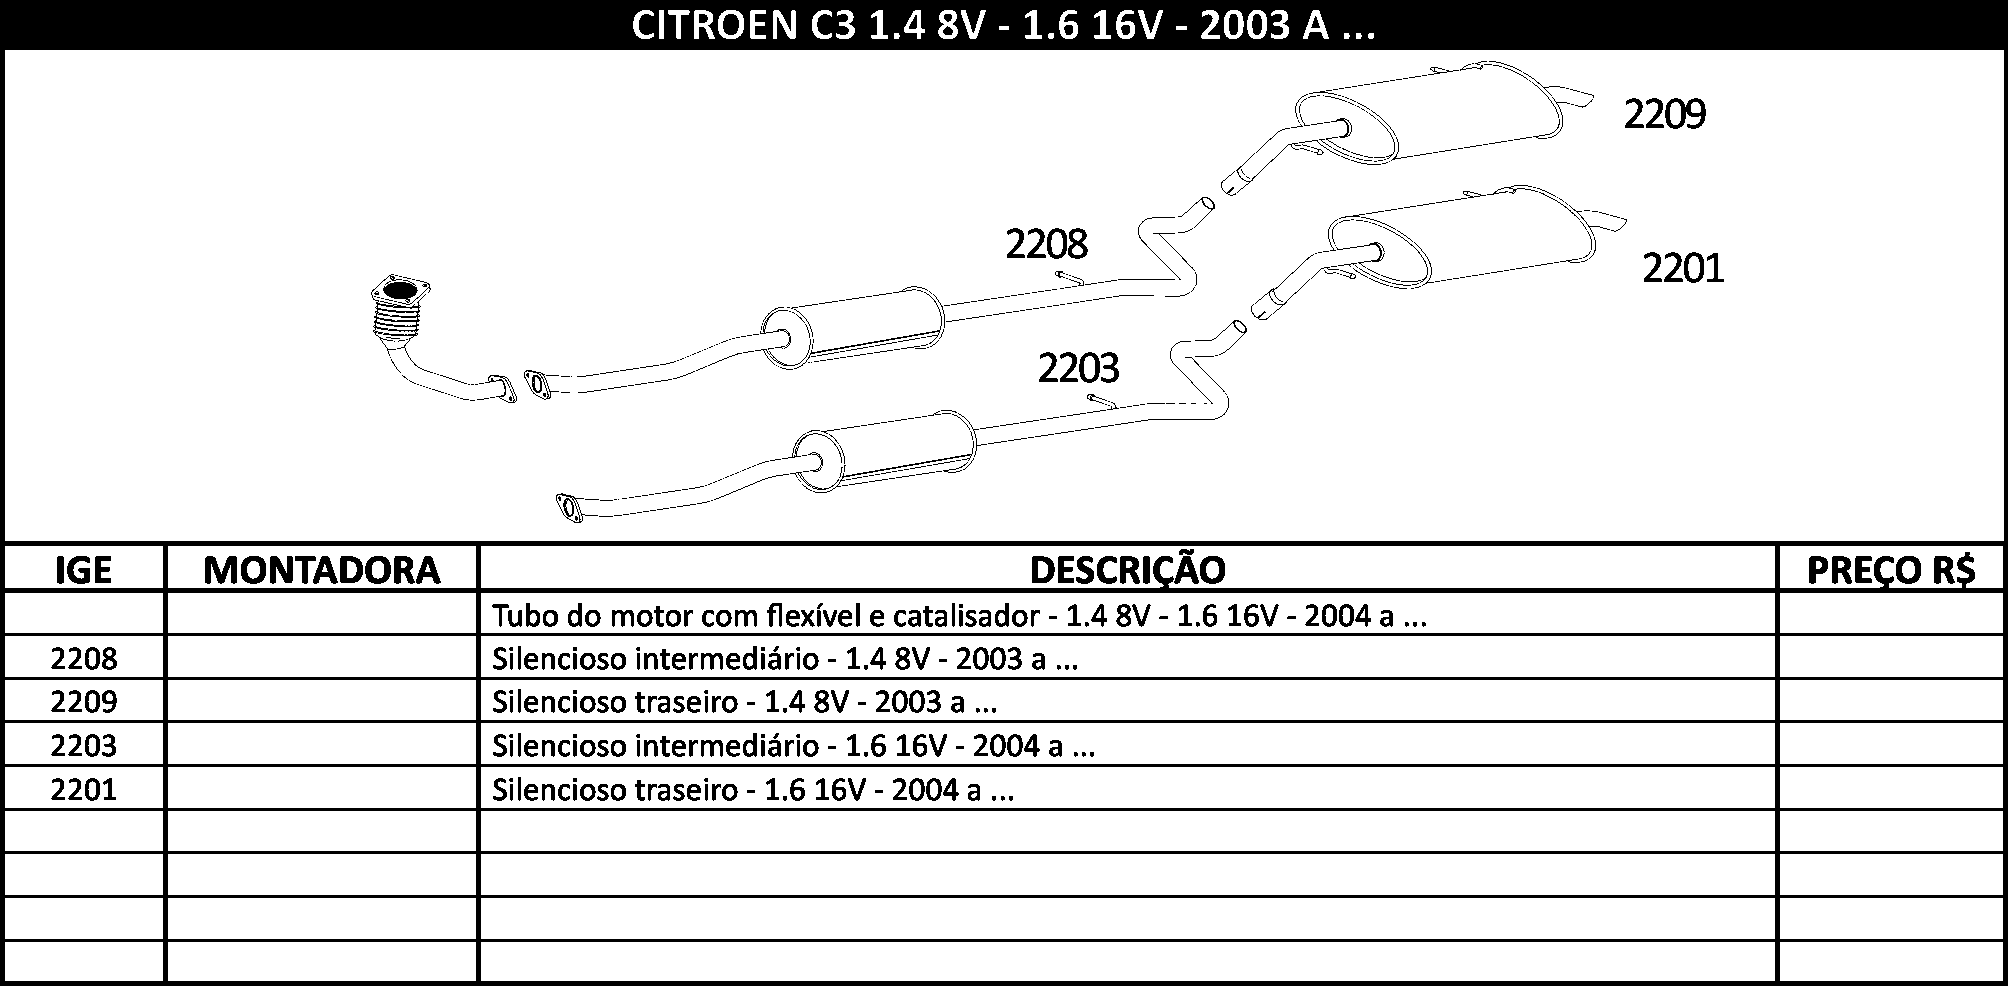 CITROEN C3 1.4 8V - 1.6 16V - 2003 A ...
2209
2208
2201
2203
IGE MONTADORA DESCRIÇÃO PREÇO R$
Tubo do motor com flexível e catalisador - 1.4 8V - 1.6 16V - 2004 a ...
2208 Silencioso intermediário - 1.4 8V - 2003 a ...
2209 Silencioso traseiro - 1.4 8V - 2003 a ...
2203 Silencioso intermediário - 1.6 16V - 2004 a ...
2201 Silencioso traseiro - 1.6 16V - 2004 a ...